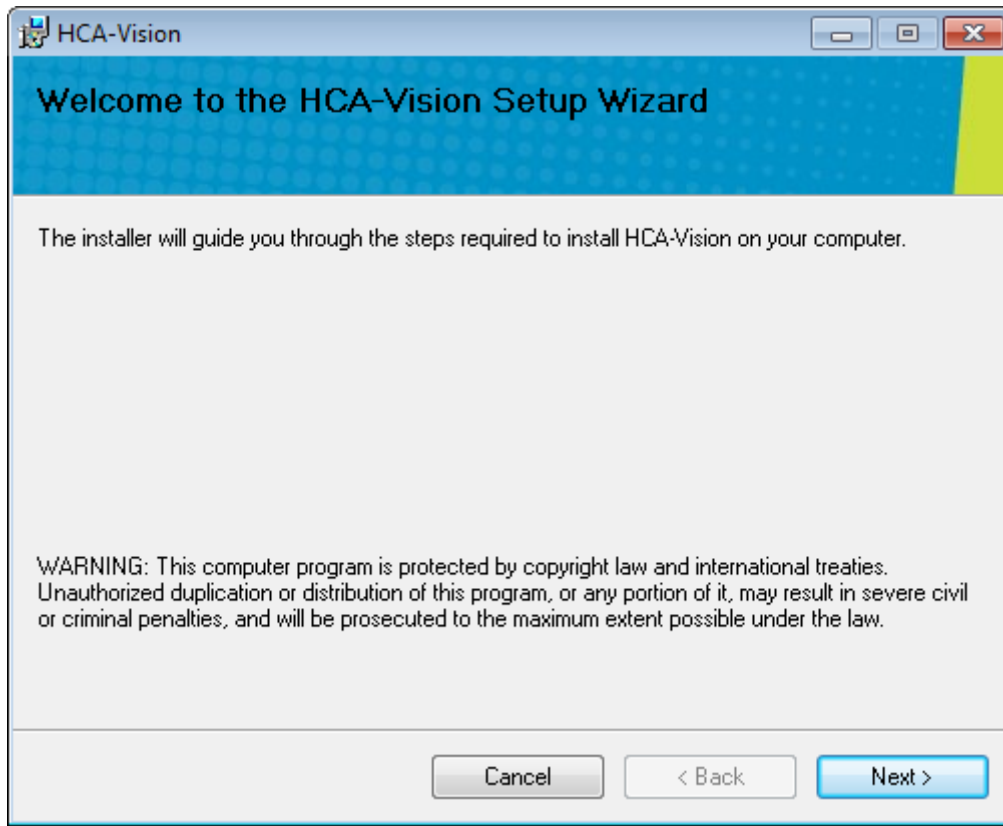 HCA-Vision
Welcome to the HCA-Vision Setup Wizard
The installer will guide you through the steps required to install HCA-Vision on your computer.
WARNING: This computer program is protected by copyright law and international treaties.
Unauthorized duplication or distribution of this program, or any portion of it, may result in severe civil
or criminal penalties, and will be prosecuted to the maximum extent possible under the law.
Cancel
< Back
Next >